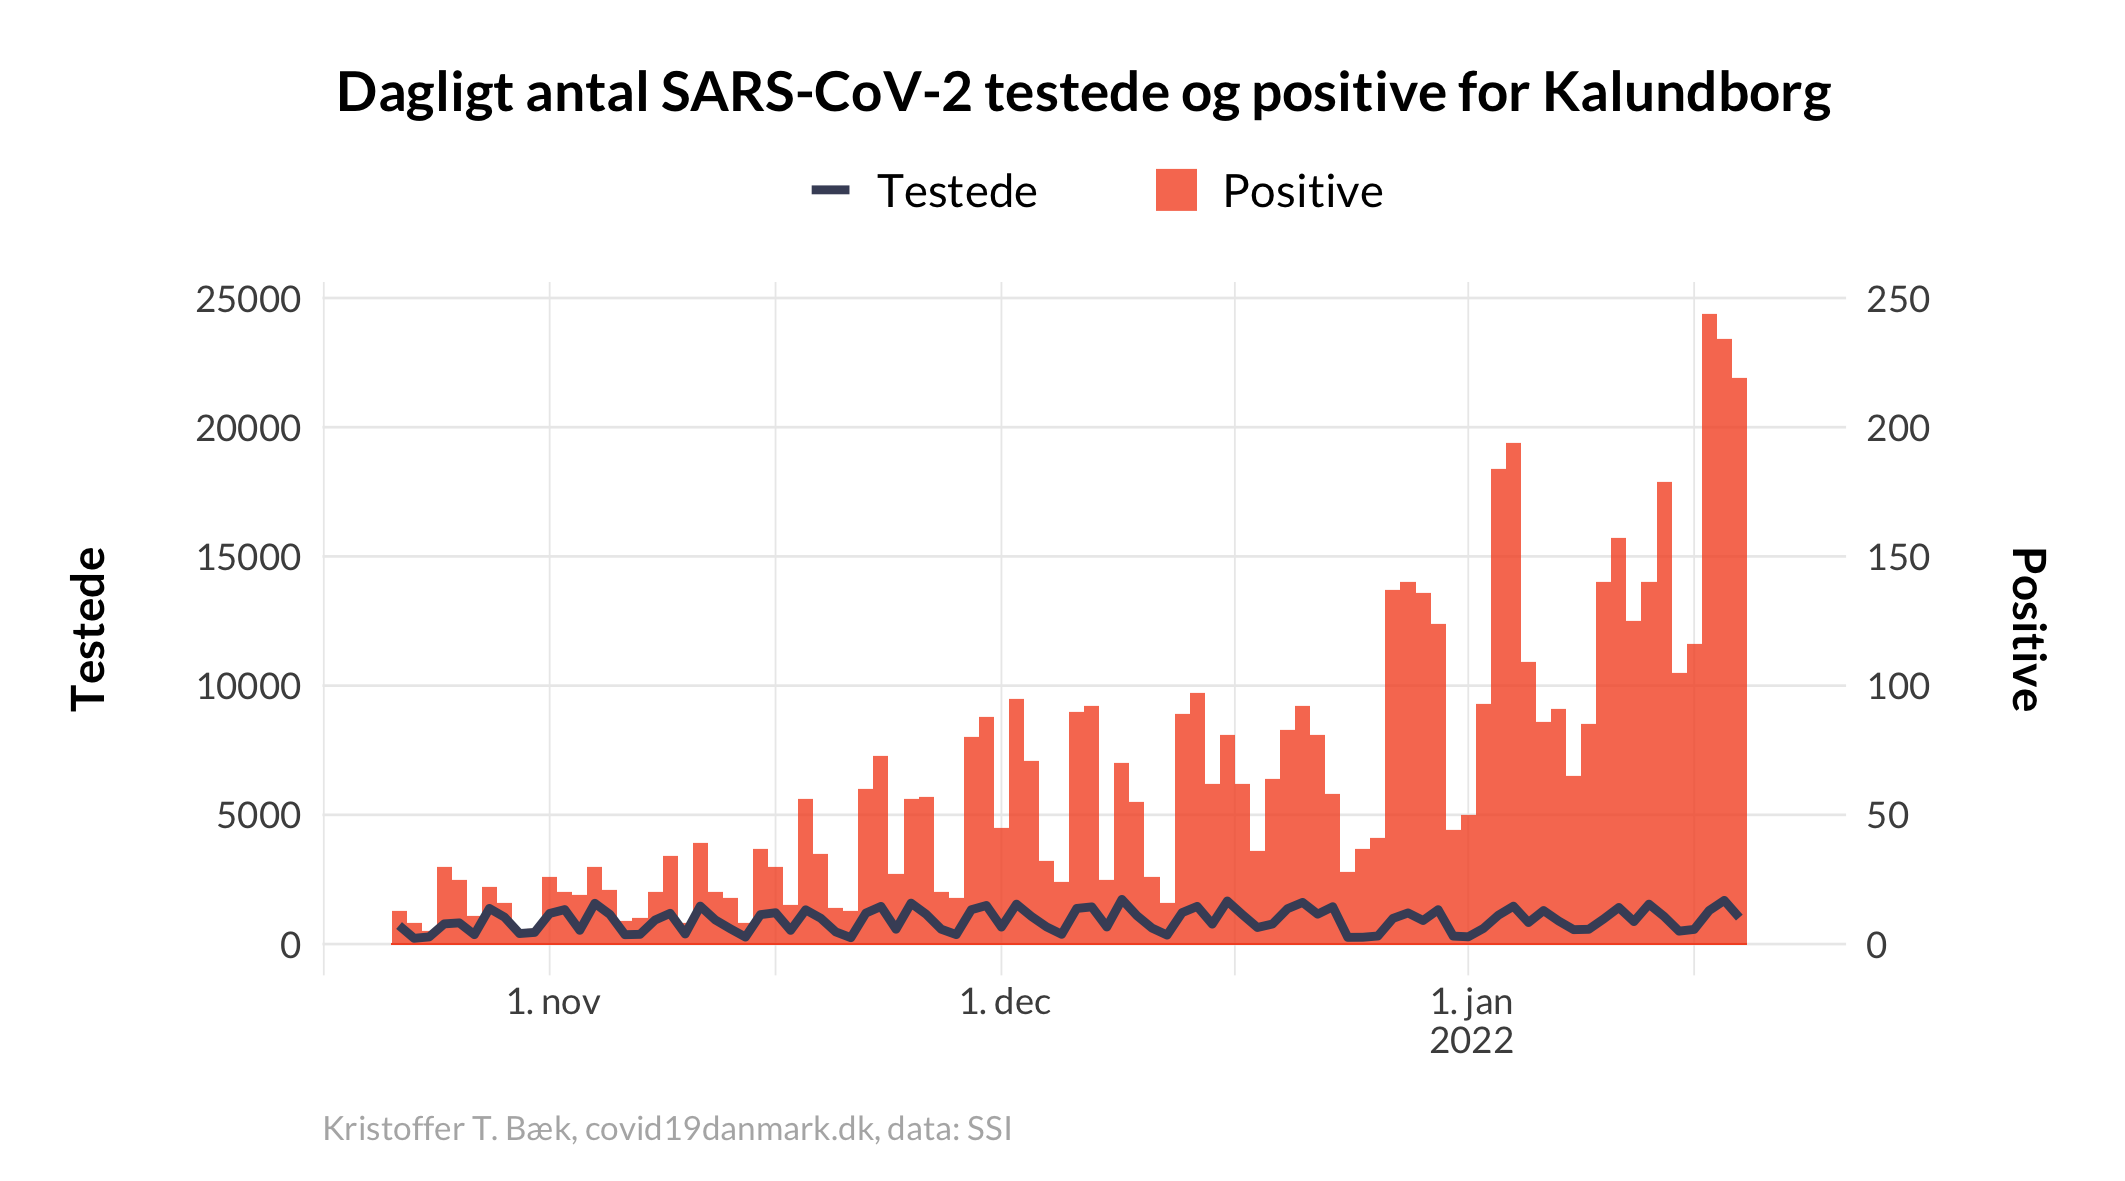 Dagligt antal SARS-CoV-2 testede og positive for Kalundborg
Testede
Positive
25000
20000
15000
10000
5000
0
Testede
250
200
150
100
50
0
Positive
1. nov
1. dec
1. jan
2022
Kristoffer T. Bæk, covid19danmark.dk, data: SSI